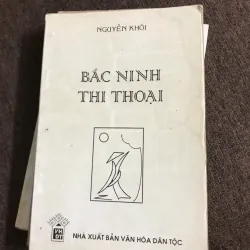 NGUYỄN KHÔI
BẮC NINH
THI THOẠI
NHÀ XUẤT BẢN VĂN HÓA DÂN TỘC